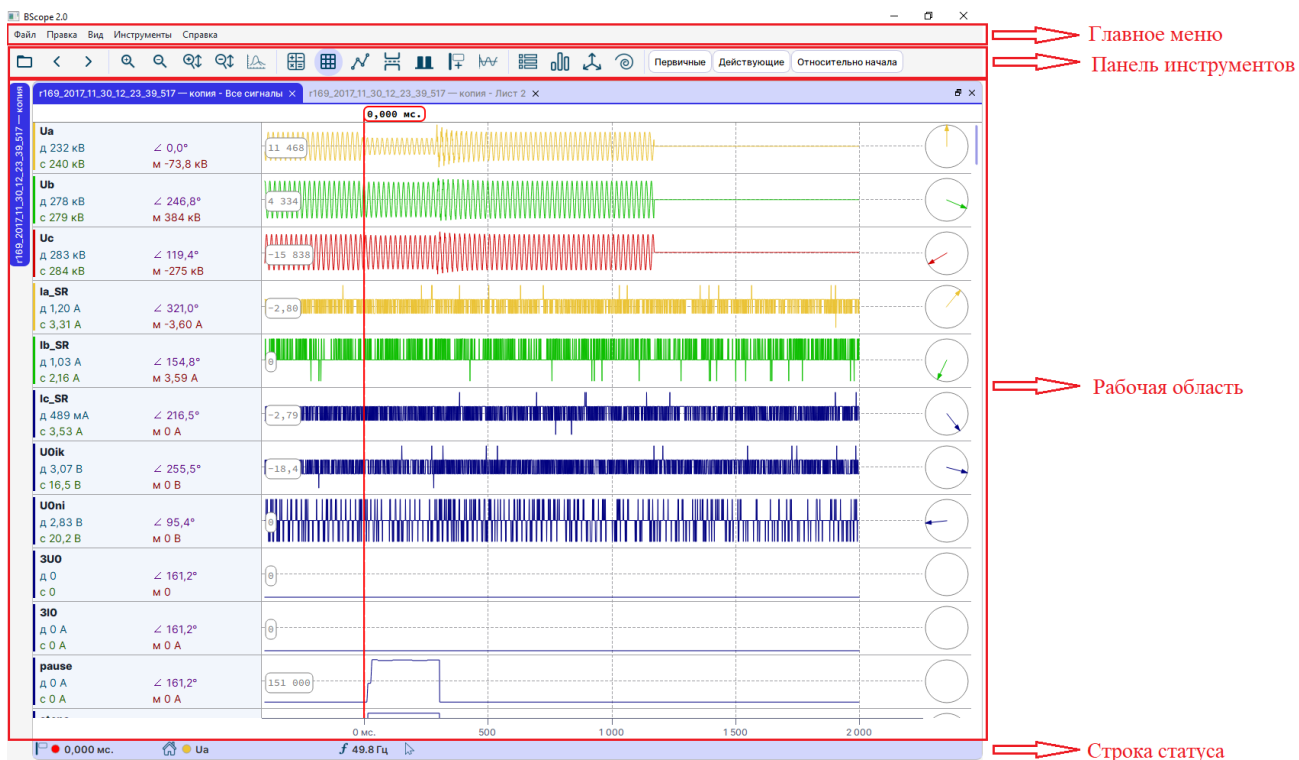 BScope 2.0
Файл Правка Вид Инструменты Справка
Главное меню
Первичные Действующие Относительно начала
Панель инструментов
r169_2017_11_30_12_23_39_517 — копия
r169_2017_11_30_12_23_39_517 — копия - Все сигналы r169_2017_11_30_12_23_39_517 — копия - Лист 2
0,000 мс.
Ua
д 232 кВ ∠ 0,0° 11 468
с 240 кВ м -73,8 кВ
Ub
д 278 кВ ∠ 246,8° 4 334
с 279 кВ м 384 кВ
Uc
д 283 кВ ∠ 119,4° -15 838
с 284 кВ м -275 кВ
Ia_SR
д 1,20 А ∠ 321,0° -2,80
с 3,31 А м -3,60 А
Ib_SR
д 1,03 А ∠ 154,8° 0
с 2,16 А м 3,59 А
Рабочая область
Ic_SR
д 489 мА ∠ 216,5° -2,79
с 3,53 А м 0 А
U0ik
д 3,07 В ∠ 255,5° -18,4
с 16,5 В м 0 В
U0ni
д 2,83 В ∠ 95,4° 0
с 20,2 В м 0 В
3U0
д 0 ∠ 161,2° 0
с 0 м 0
3I0
д 0 А ∠ 161,2° 0
с 0 А м 0 А
pause
д 0 А ∠ 161,2° 151 000
с 0 А м 0 А
0 мс. 500 1 000 1 500 2 000
0,000 мс. Ua f 49.8 Гц
Строка статуса